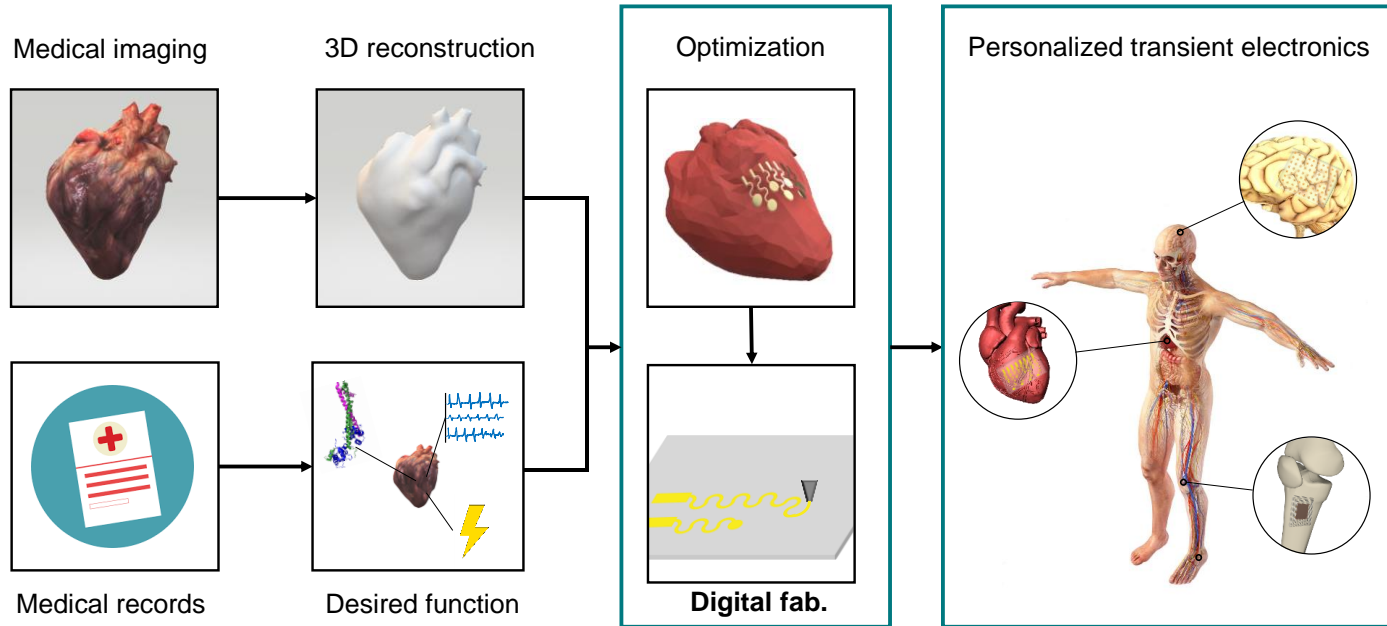 Medical imaging
3D reconstruction
Optimization
Personalized transient electronics
Medical records
Desired function
Digital fab.